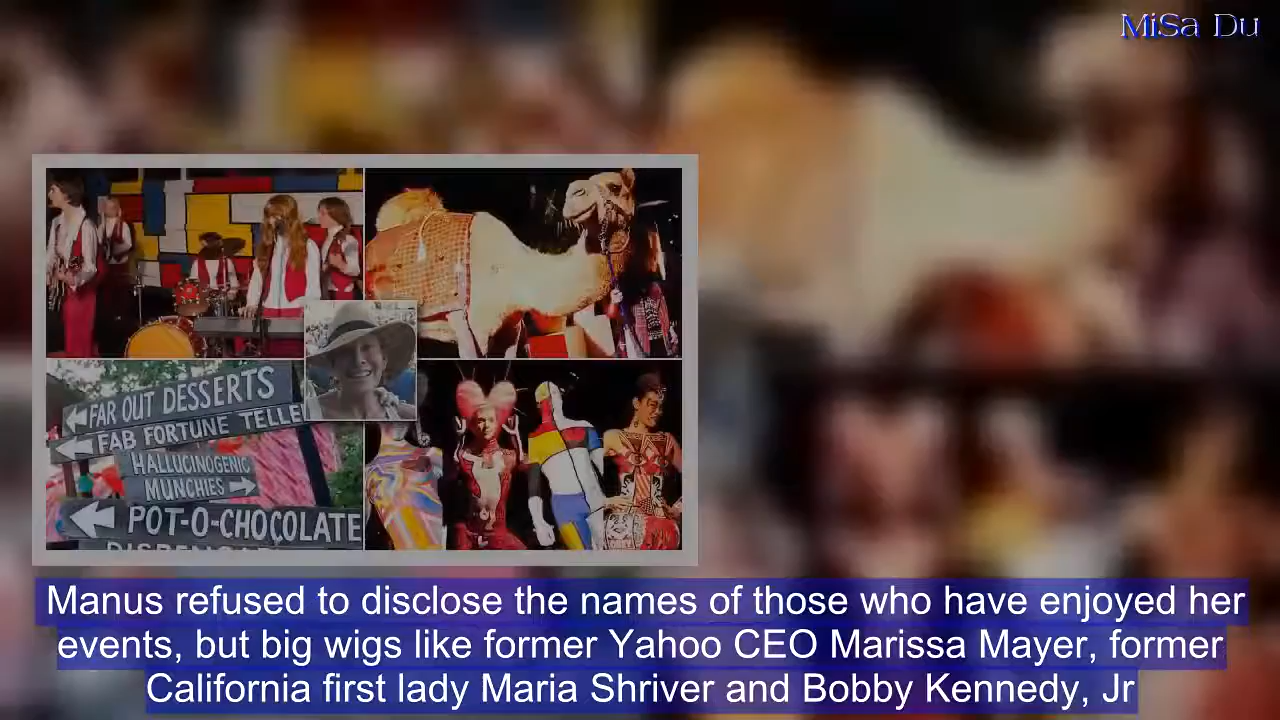 MiSa Du
FAR OUT DESSERTS
FAB FORTUNE TELLE
HALLUCINOGENIC
MUNCHIES
POT-O-CHOCOLATE
Manus refused to disclose the names of those who have enjoyed her
events, but big wigs like former Yahoo CEO Marissa Mayer, former
California first lady Maria Shriver and Bobby Kennedy, Jr